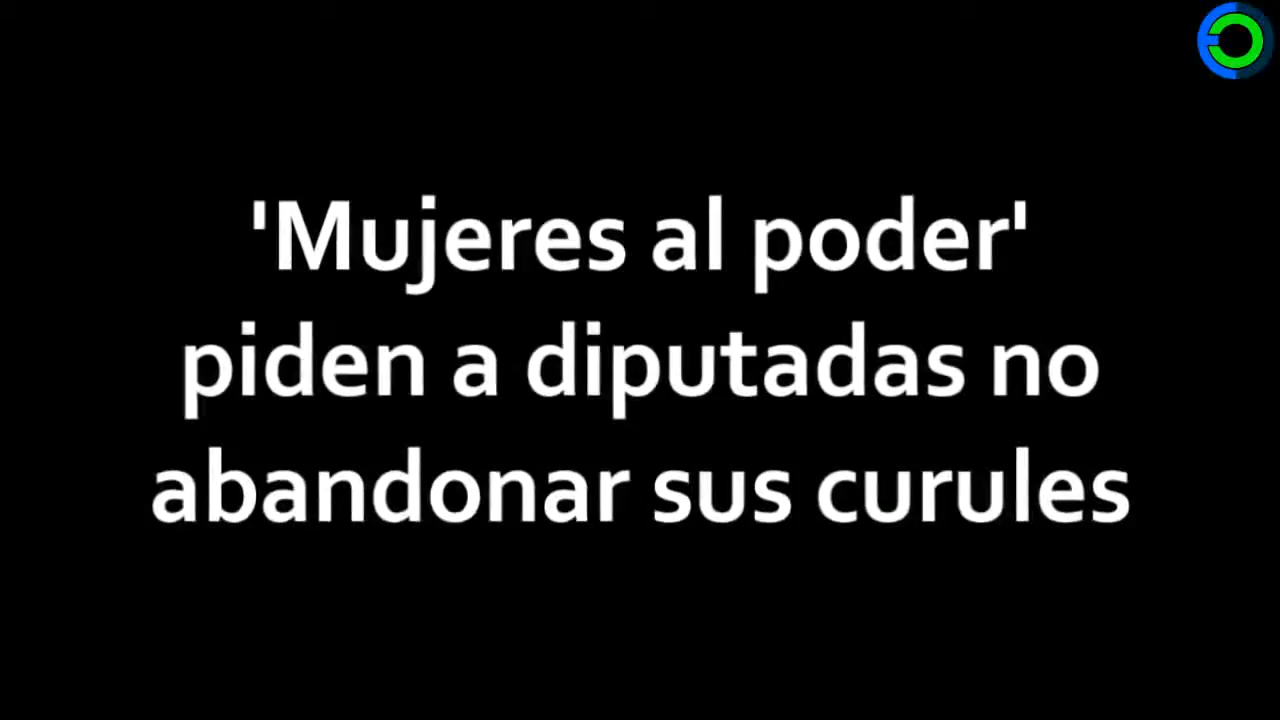 'Mujeres al poder'
piden a diputadas no
abandonar sus curules